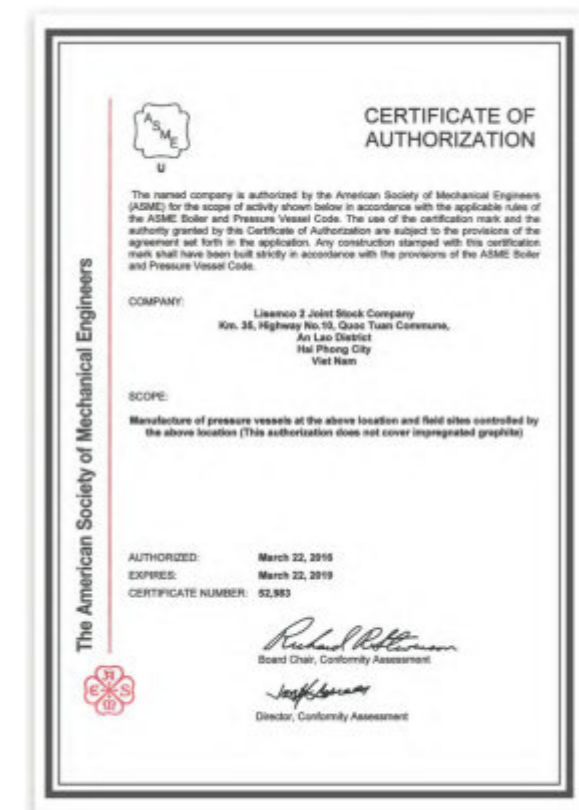 ASME
U
CERTIFICATE OF
AUTHORIZATION
The named company is authorized by the American Society of Mechanical Engineers
(ASME) for the scope of activity shown below in accordance with the applicable rules of
the ASME Boiler and Pressure Vessel Code. The use of the certification mark and the
authority granted by this Certificate of Authorization are subject to the provisions of the
agreement set forth in the application. Any construction stamped with this certification
mark shall have been built strictly in accordance with the provisions of the ASME Boiler
and Pressure Vessel Code.
COMPANY:
Lisemco 2 Joint Stock Company
Km. 35, Highway No.10, Quoc Tuan Commune,
An Lao District
Hai Phong City
Viet Nam
SCOPE:
Manufacture of pressure vessels at the above location and field sites controlled by
the above location (This authorization does not cover impregnated graphite)
AUTHORIZED: March 22, 2016
EXPIRES: March 22, 2019
CERTIFICATE NUMBER: 52,983
Board Chair, Conformity Assessment
Director, Conformity Assessment
The American Society of Mechanical Engineers